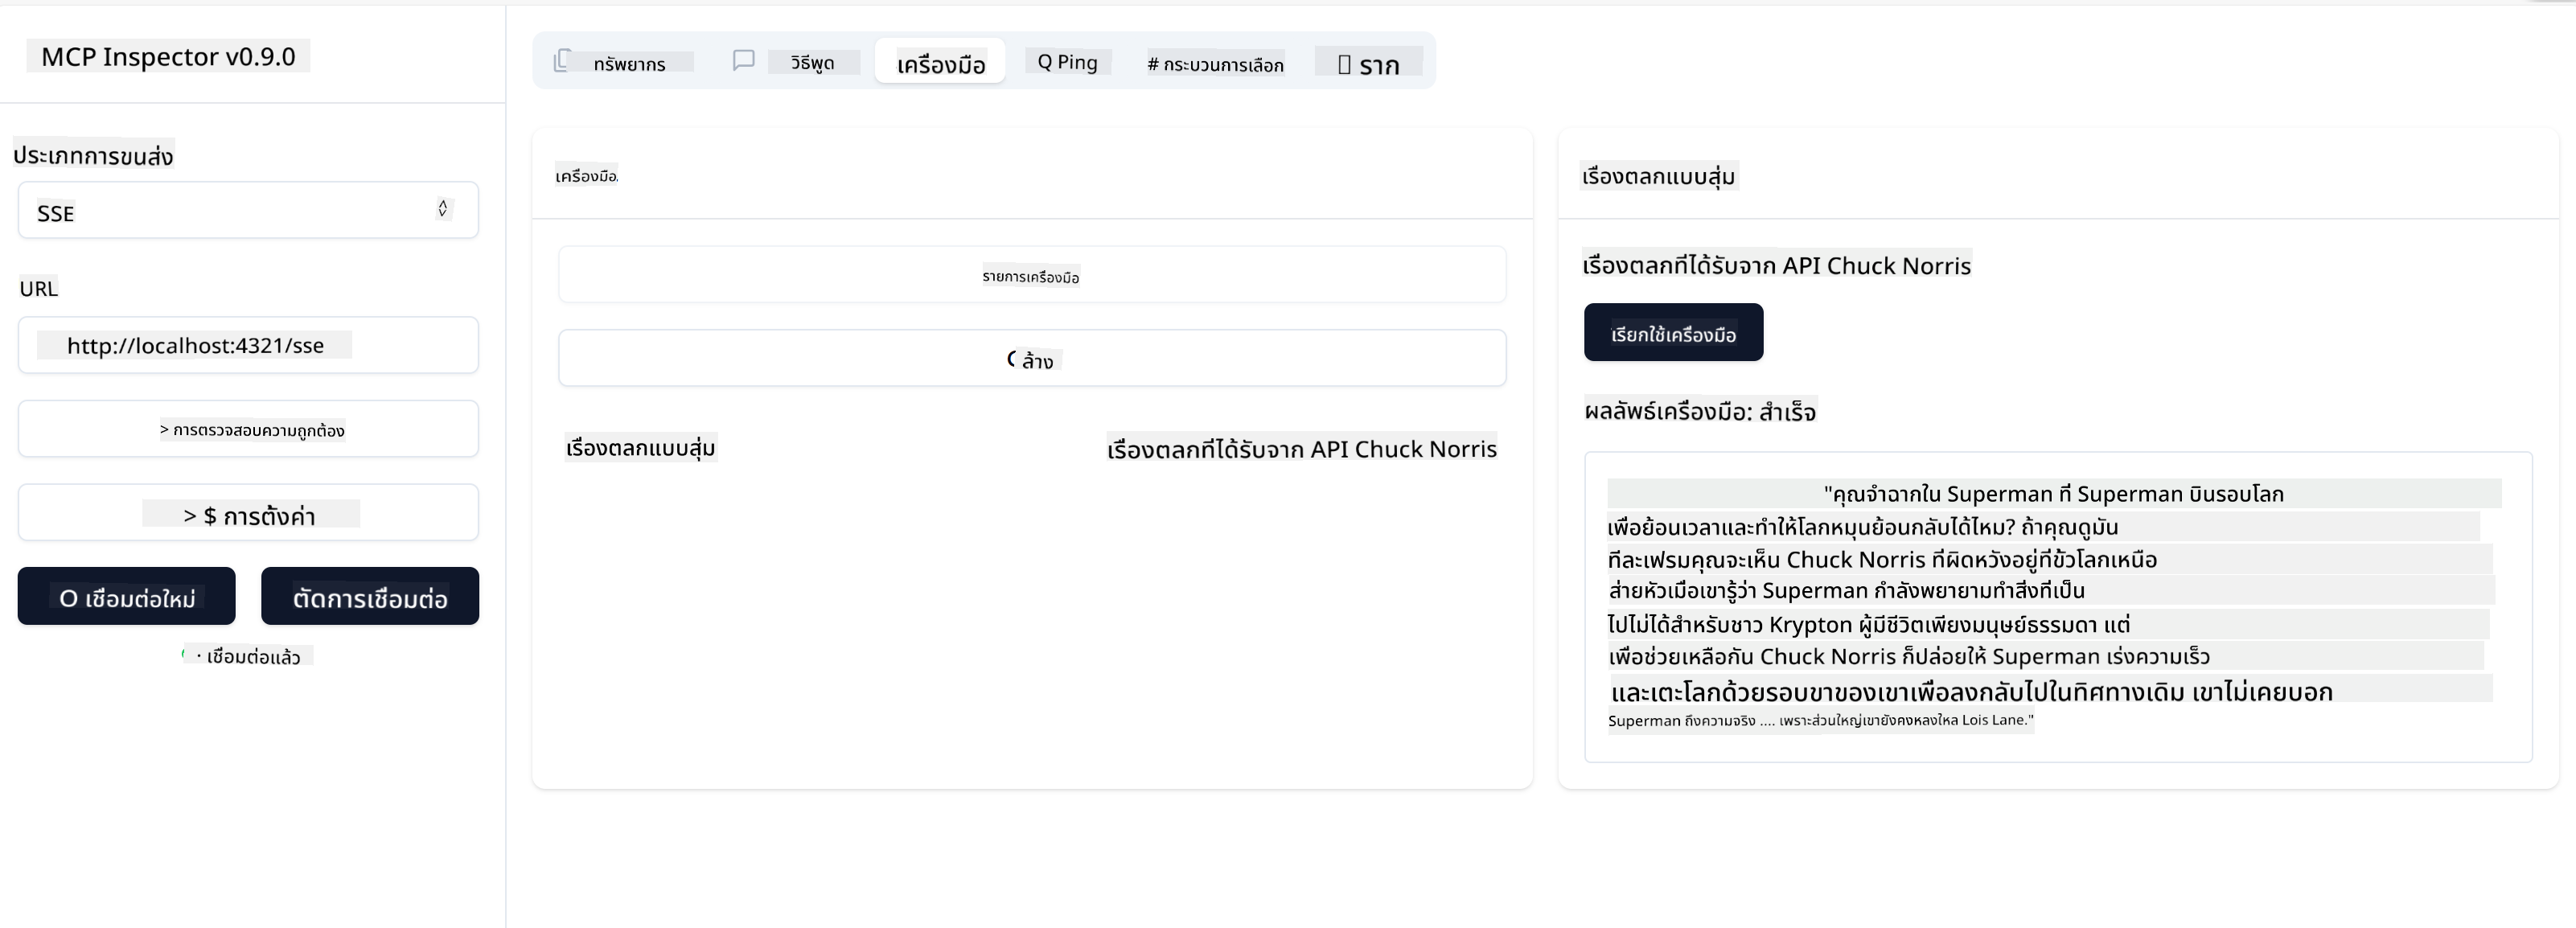 MCP Inspector v0.9.0
ประเภทการขนส่ง
SSE
URL
http://localhost:4321/sse
> การตรวจสอบความถูกต้อง
> $ การตั้งค่า
O เชื่อมต่อใหม่
ตัดการเชื่อมต่อ
· เชื่อมต่อแล้ว
ทรัพยากร
วิธีพูด
เครื่องมือ
Q Ping
# กระบวนการเลือก
ราก
เครื่องมือ
รายการเครื่องมือ
ล้าง
เรื่องตลกแบบสุ่ม
เรื่องตลกที่ได้รับจาก API Chuck Norris
เรื่องตลกแบบสุ่ม
เรื่องตลกที่ได้รับจาก API Chuck Norris
เรียกใช้เครื่องมือ
ผลลัพธ์เครื่องมือ: สำเร็จ
"คุณจำฉากใน Superman ที่ Superman บินรอบโลก
เพื่อย้อนเวลาและทำให้โลกหมุนย้อนกลับได้ไหม? ถ้าคุณดูมัน
ทีละเฟรมคุณจะเห็น Chuck Norris ที่ผิดหวังอยู่ที่ขั้วโลกเหนือ
ส่ายหัวเมื่อเขารู้ว่า Superman กำลังพยายามทำสิ่งที่เป็น
ไปไม่ได้สำหรับชาว Krypton ผู้มีชีวิตเพียงมนุษย์ธรรมดา แต่
เพื่อช่วยเหลือกัน Chuck Norris ก็ปล่อยให้ Superman เร่งความเร็ว
และเตะโลกด้วยรอบขาของเขาเพื่อลงกลับไปในทิศทางเดิม เขาไม่เคยบอก
Superman ถึงความจริง .... เพราะส่วนใหญ่เขายังคงหลงใหล Lois Lane."